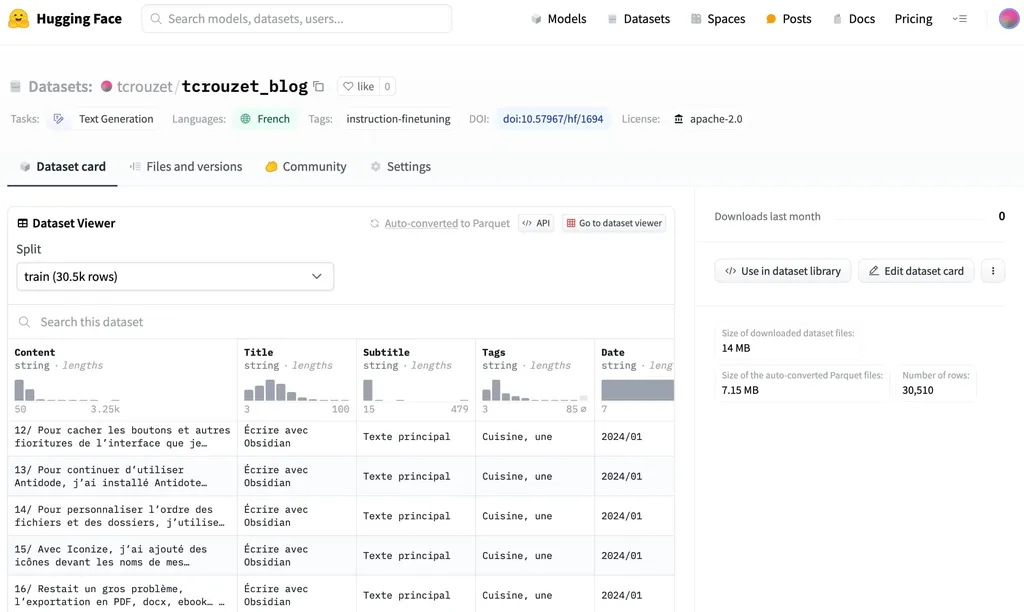 Hugging Face
Search models, datasets, users...
Models
Datasets
Spaces
Posts
Docs
Pricing
Datasets: tcrouzet/tcrouzet_blog
like 0
Tasks: Text Generation Languages: French Tags: instruction-finetuning DOI: doi:10.57967/hf/1694 License: apache-2.0
Dataset card
Files and versions
Community
Settings
Dataset Viewer
Auto-converted to Parquet
</> API
Go to dataset viewer
Split
train (30.5k rows)
Search this dataset
Content
string · lengths
50 3.25k
Title
string · lengths
3 100
Subtitle
string · lengths
15 479
Tags
string · lengths
3 85 ⌀
Date
string · leng
7
12/ Pour cacher les boutons et autres
fioritures de l’interface que je…
Écrire avec
Obsidian
Texte principal
Cuisine, une
2024/01
13/ Pour continuer d’utiliser
Antidode, j’ai installé Antidote…
Écrire avec
Obsidian
Texte principal
Cuisine, une
2024/01
14/ Pour personnaliser l’ordre des
fichiers et des dossiers, j’utilise…
Écrire avec
Obsidian
Texte principal
Cuisine, une
2024/01
15/ Avec Iconize, j’ai ajouté des
icônes devant les noms de mes…
Écrire avec
Obsidian
Texte principal
Cuisine, une
2024/01
16/ Restait un gros problème,
l’exportation en PDF, docx, ebook… …
Écrire avec
Obsidian
Texte principal
Cuisine, une
2024/01
Downloads last month
0
</> Use in dataset library
Edit dataset card
Size of downloaded dataset files:
14 MB
Size of the auto-converted Parquet files:
7.15 MB
Number of rows:
30,510